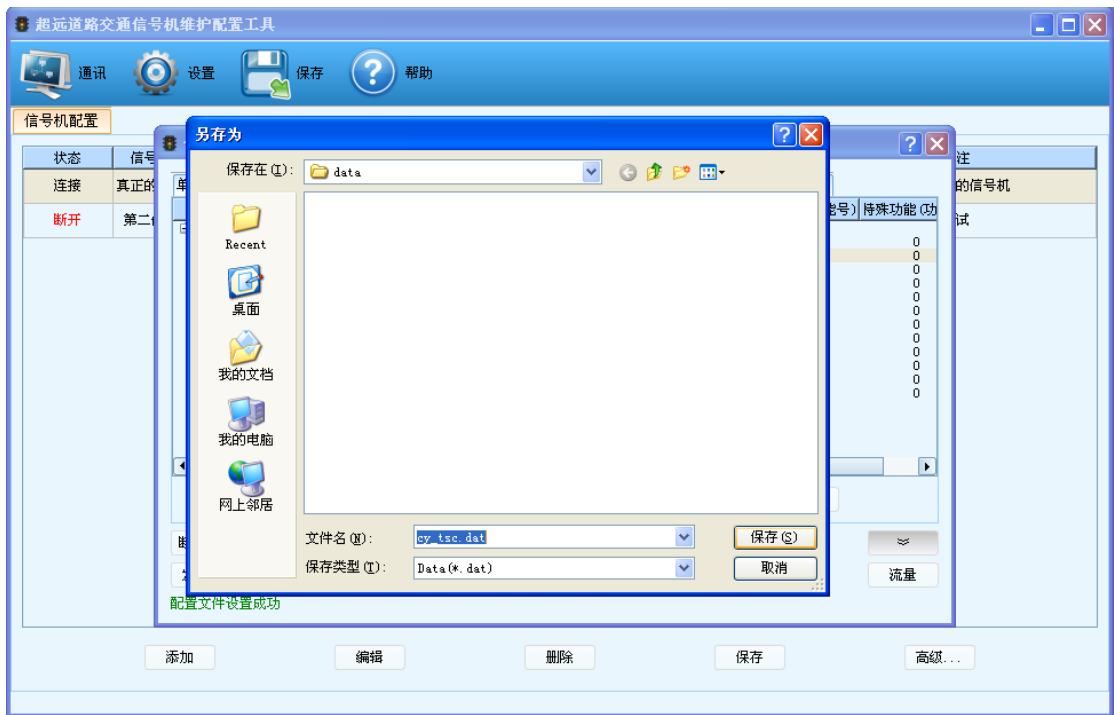 超远道路交通信号机维护配置工具
通讯 设置 保存 帮助
信号机配置
另存为
保存在(I): data
状态 信号 注
连接 真正的 单 的信号机
断开 第二 能号) 特殊功能(功 试
Recent
桌面
我的文档
我的电脑
网上邻居
0
0
0
0
0
0
0
0
0
0
0
0
文件名(N): cy_tsc.dat 保存(S)
保存类型(T): Data(*.dat) 取消
流量
配置文件设置成功
添加 编辑 删除 保存 高级...